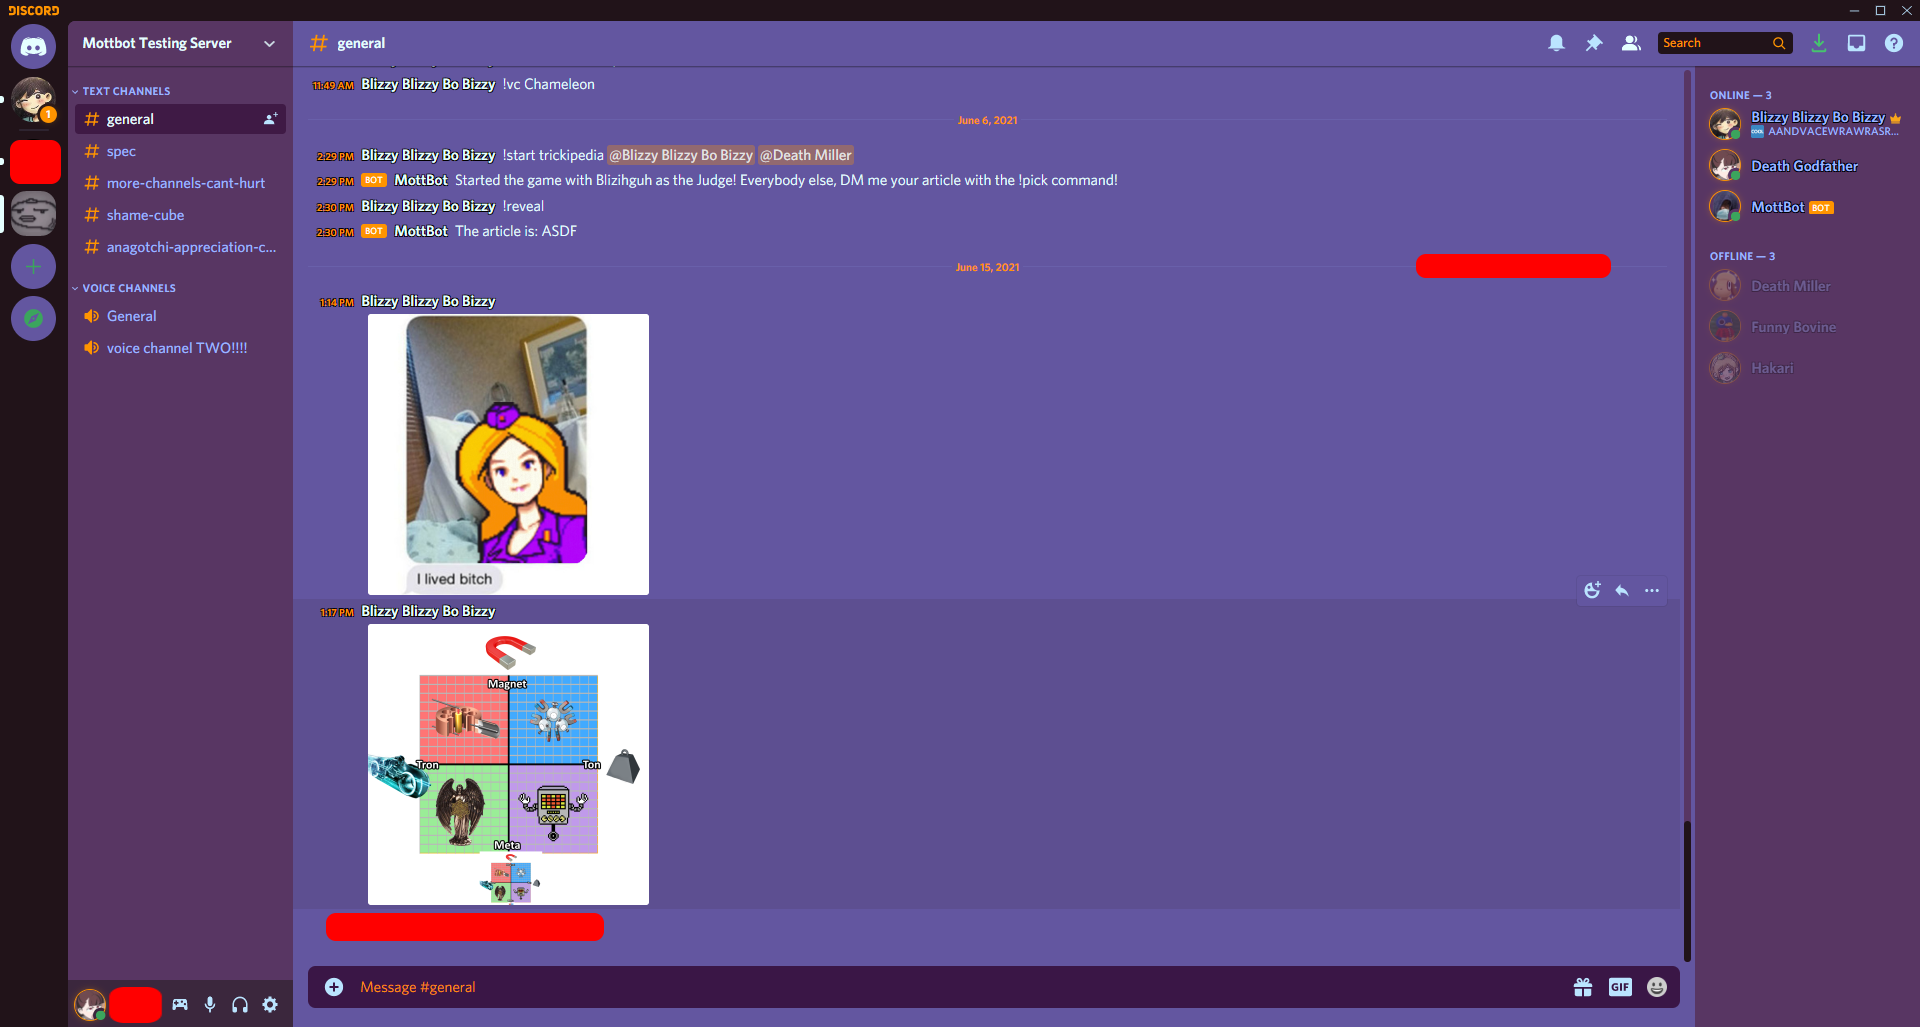 DISCORD
Mottbot Testing Server
# general
Search
1
TEXT CHANNELS
# general
# spec
# more-channels-cant-hurt
# shame-cube
# anagotchi-appreciation-c...
VOICE CHANNELS
General
voice channel TWO!!!!
11:49 AM Blizzy Blizzy Bo Bizzy !vc Chameleon
June 6, 2021
2:29 PM Blizzy Blizzy Bo Bizzy !start trickipedia @Blizzy Blizzy Bo Bizzy @Death Miller
2:29 PM BOT MottBot Started the game with Blizihguh as the Judge! Everybody else, DM me your article with the !pick command!
2:30 PM Blizzy Blizzy Bo Bizzy !reveal
2:30 PM BOT MottBot The article is: ASDF
June 15, 2021
1:14 PM Blizzy Blizzy Bo Bizzy
I lived bitch
1:17 PM Blizzy Blizzy Bo Bizzy
Magnet
Tron
Ton
Meta
Message #general
GIF
ONLINE — 3
Blizzy Blizzy Bo Bizzy
COOL AANDVACEWRAWRASR...
Death Godfather
MottBot BOT
OFFLINE — 3
Death Miller
Funny Bovine
Hakari